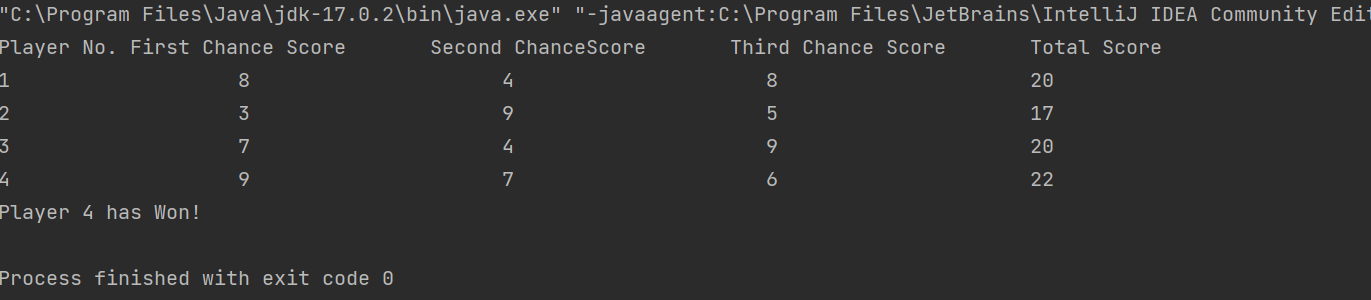 "C:\Program Files\Java\jdk-17.0.2\bin\java.exe" "-javaagent:C:\Program Files\JetBrains\IntelliJ IDEA Community Edit
Player No. First Chance Score       Second ChanceScore       Third Chance Score       Total Score
1                   8                     4                     8                     20
2                   3                     9                     5                     17
3                   7                     4                     9                     20
4                   9                     7                     6                     22
Player 4 has Won!
Process finished with exit code 0